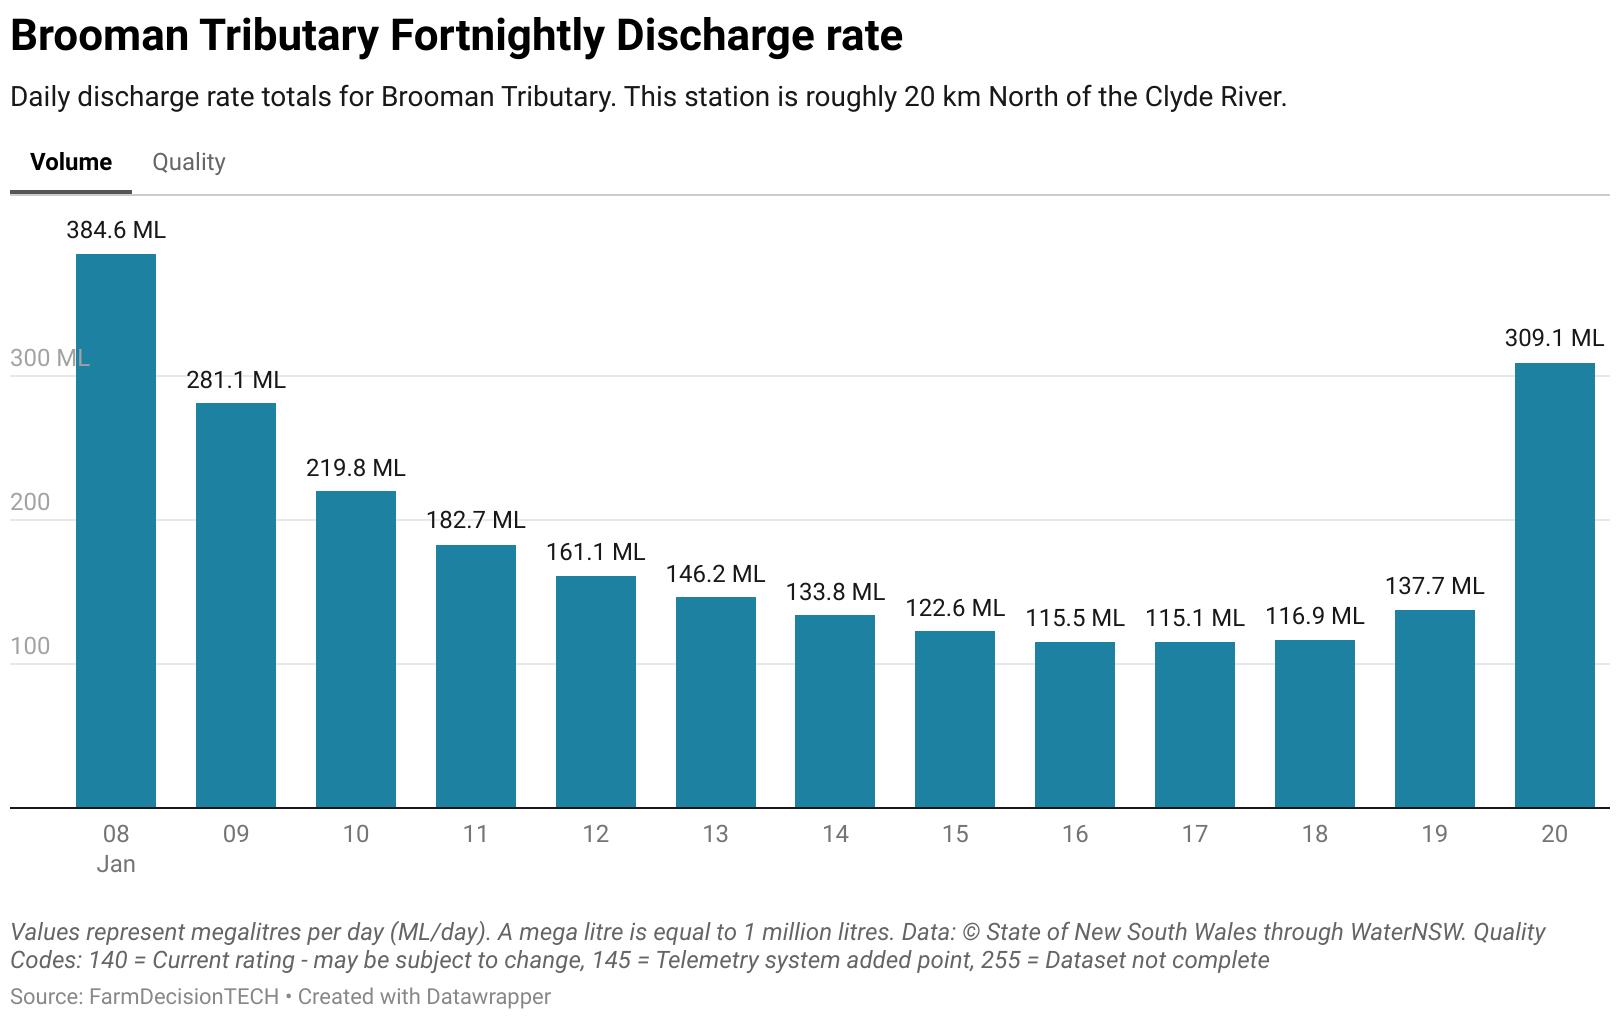 Brooman Tributary Fortnightly Discharge rate
Daily discharge rate totals for Brooman Tributary. This station is roughly 20 km North of the Clyde River.
Volume Quality
384.6 ML
309.1 ML
300 ML
281.1 ML
219.8 ML
200
182.7 ML
161.1 ML
146.2 ML
133.8 ML
122.6 ML
115.5 ML
115.1 ML
116.9 ML
137.7 ML
100
08 09 10 11 12 13 14 15 16 17 18 19 20
Jan
Values represent megalitres per day (ML/day). A mega litre is equal to 1 million litres. Data: © State of New South Wales through WaterNSW. Quality
Codes: 140 = Current rating - may be subject to change, 145 = Telemetry system added point, 255 = Dataset not complete
Source: FarmDecisionTECH • Created with Datawrapper